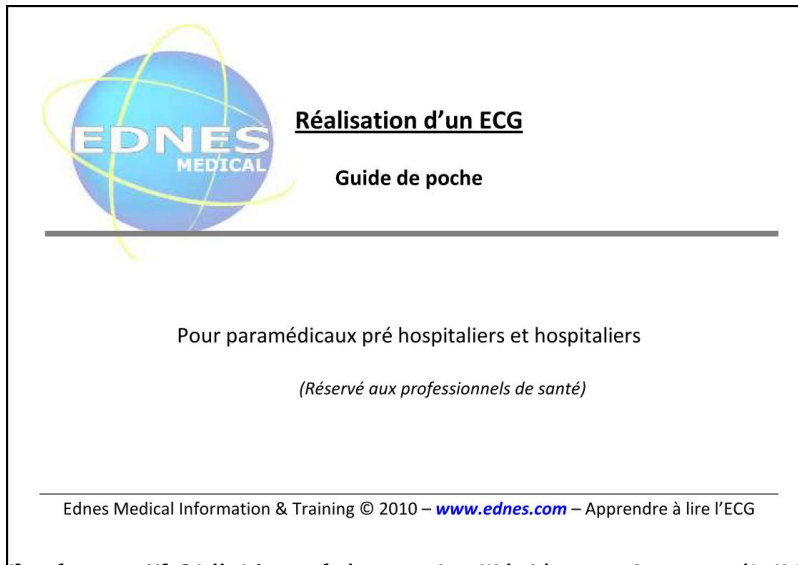 EDNES
MEDICAL
Réalisation d’un ECG
Guide de poche
Pour paramédicaux pré hospitaliers et hospitaliers
(Réservé aux professionnels de santé)
Ednes Medical Information & Training © 2010 – www.ednes.com – Apprendre à lire l’ECG